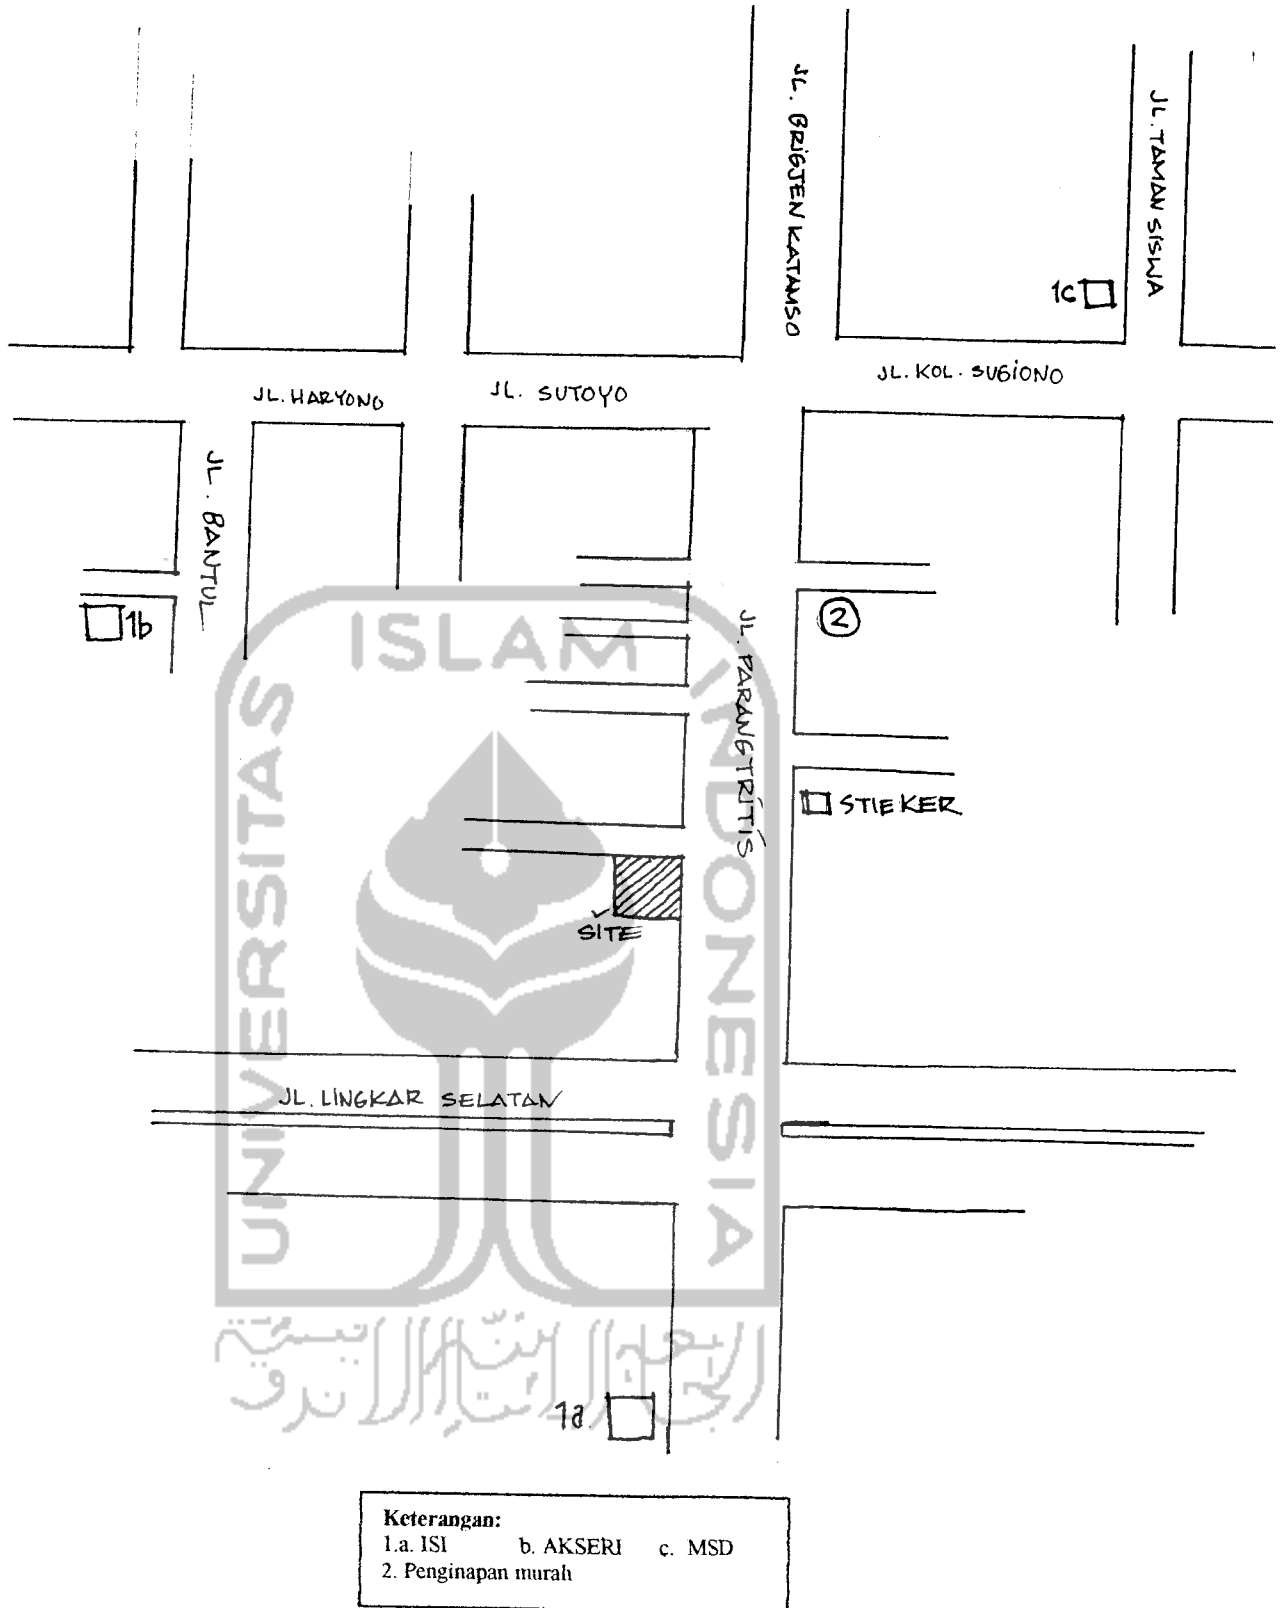 JL. BRIGJEN KATAMSO
JL. TAMAN SISWA
1c
JL. HARYONO
JL. SUTOYO
JL. KOL. SUGIONO
JL. BANTUL
1b
2
JL. PARANGTRITIS
STIEKER
SITE
JL. LINGKAR SELATAN
1a.
ISLAM
UNIVERSITAS
INDONESIA
Keterangan:
1.a. ISI b. AKSERI c. MSD
2. Penginapan murah